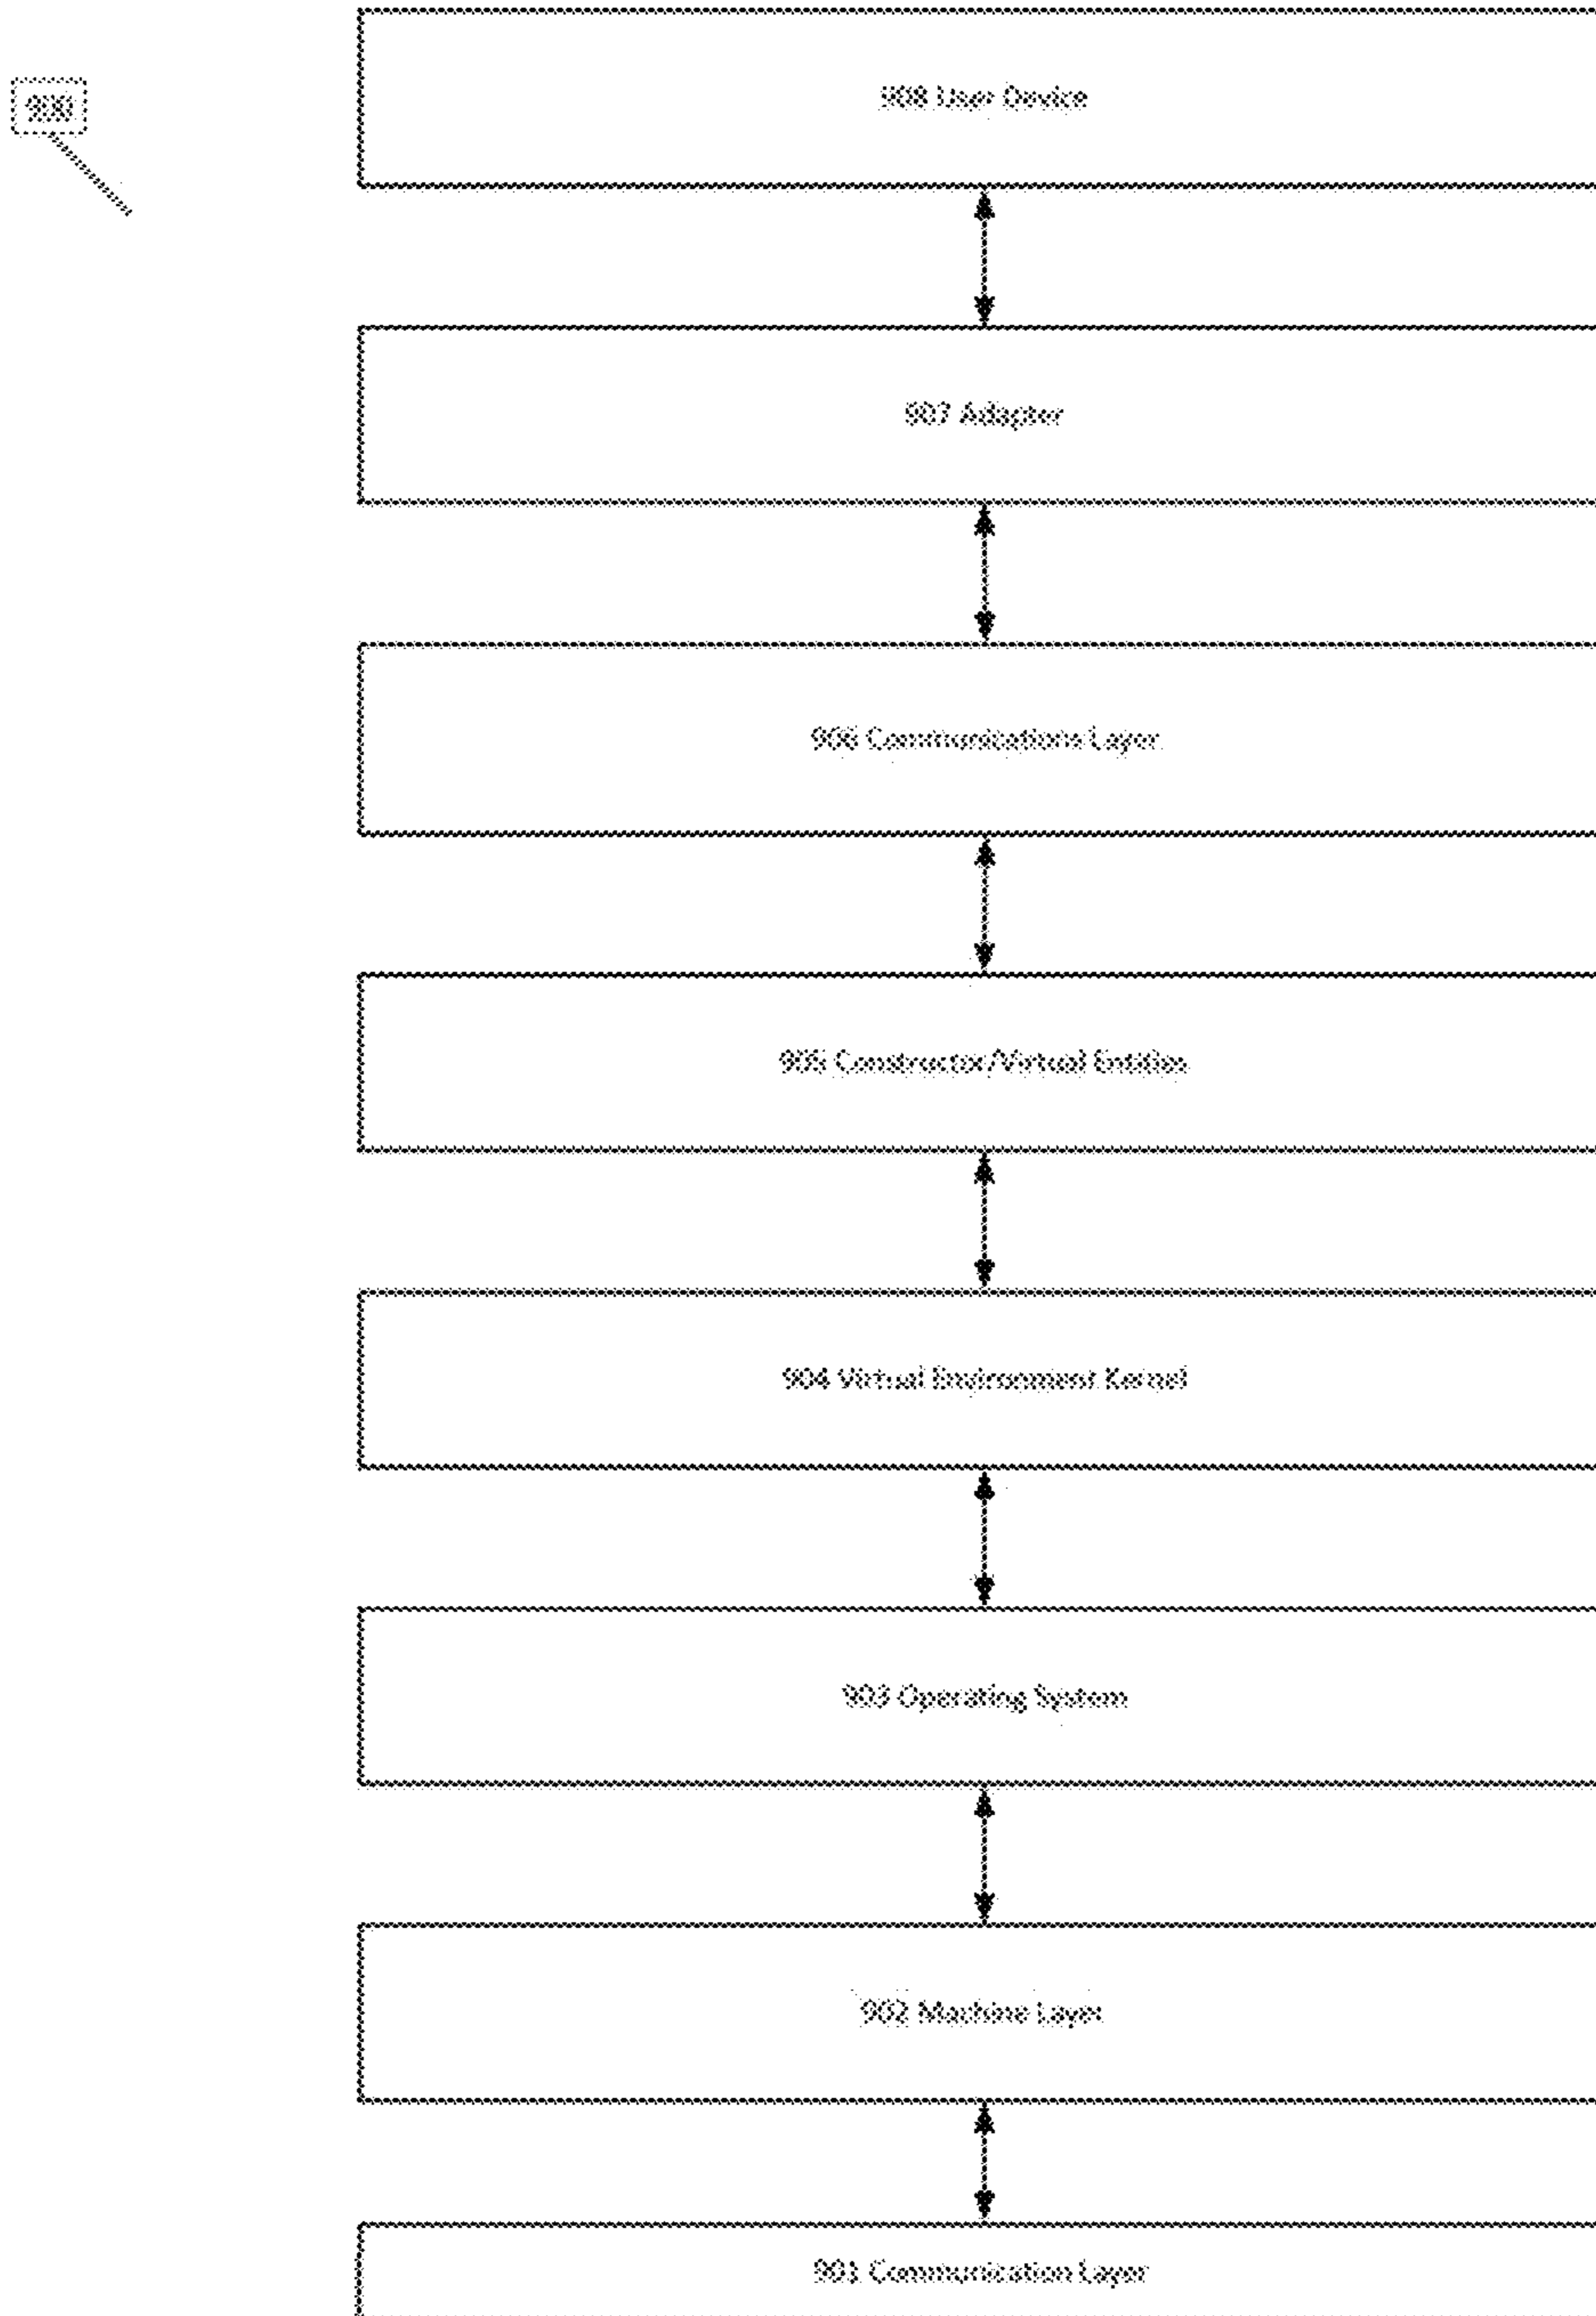 900
908 User Device
907 Adapter
906 Communications Layer
905 Constructor/Virtual Entities
904 Virtual Environment Kernel
903 Operating System
902 Machine Layer
901 Communication Layer